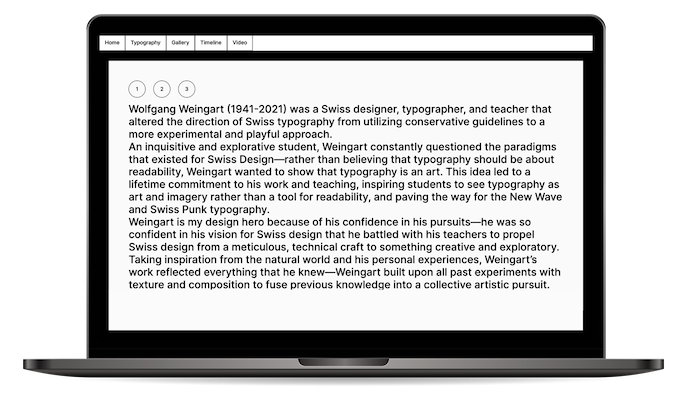 Home Typography Gallery Timeline Video
1 2 3
Wolfgang Weingart (1941-2021) was a Swiss designer, typographer, and teacher that
altered the direction of Swiss typography from utilizing conservative guidelines to a
more experimental and playful approach.
An inquisitive and explorative student, Weingart constantly questioned the paradigms
that existed for Swiss Design—rather than believing that typography should be about
readability, Weingart wanted to show that typography is an art. This idea led to a
lifetime commitment to his work and teaching, inspiring students to see typography as
art and imagery rather than a tool for readability, and paving the way for the New Wave
and Swiss Punk typography.
Weingart is my design hero because of his confidence in his pursuits—he was so
confident in his vision for Swiss design that he battled with his teachers to propel
Swiss design from a meticulous, technical craft to something creative and exploratory.
Taking inspiration from the natural world and his personal experiences, Weingart’s
work reflected everything that he knew—Weingart built upon all past experiments with
texture and composition to fuse previous knowledge into a collective artistic pursuit.